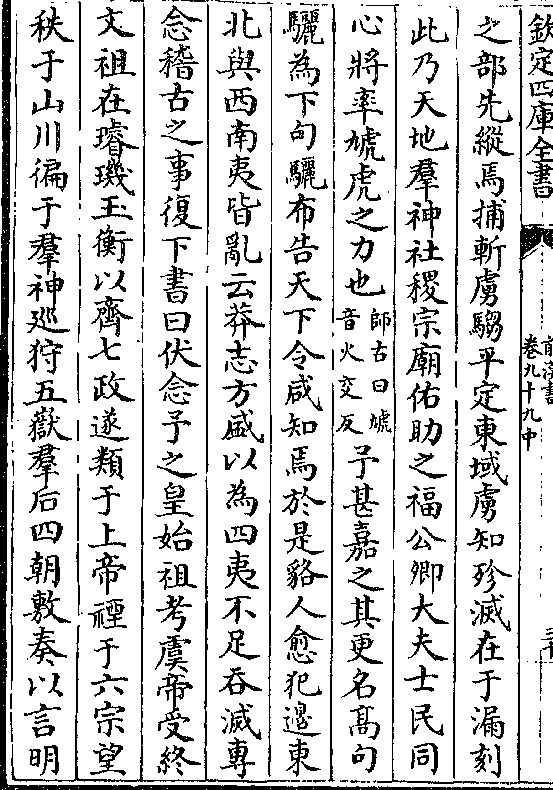 欽定四庫全書
前漢書
卷九十九中
之部先縱焉捕斬虜騶平定東域虜知殄滅在于漏刻
此乃天地羣神社稷宗廟佑助之福公卿大夫士民同
心將率虓虎之力也師古曰虓音火交反予甚嘉之其更名髙句
驪為下句驪布告天下令咸知焉於是貉人愈犯邊東
北與西南夷皆亂云莽志方盛以為四夷不足吞滅專
念稽古之事復下書曰伏念予之皇始祖考虞帝受終
文祖在璿璣玉衡以齊七政遂類于上帝禋于六宗望
秩于山川徧于羣神廵狩五嶽羣后四朝敷奏以言明